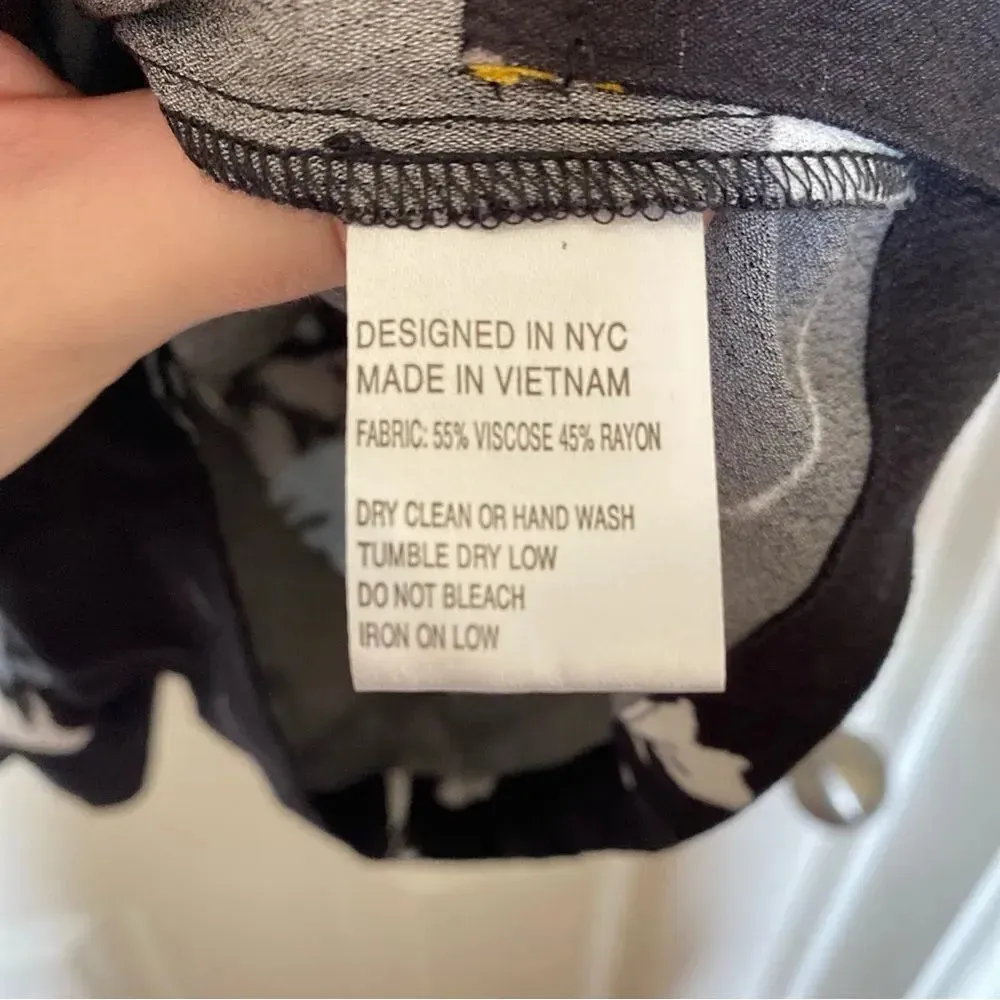 DESIGNED IN NYC
MADE IN VIETNAM
FABRIC: 55% VISCOSE 45% RAYON
DRY CLEAN OR HAND WASH
TUMBLE DRY LOW
DO NOT BLEACH
IRON ON LOW